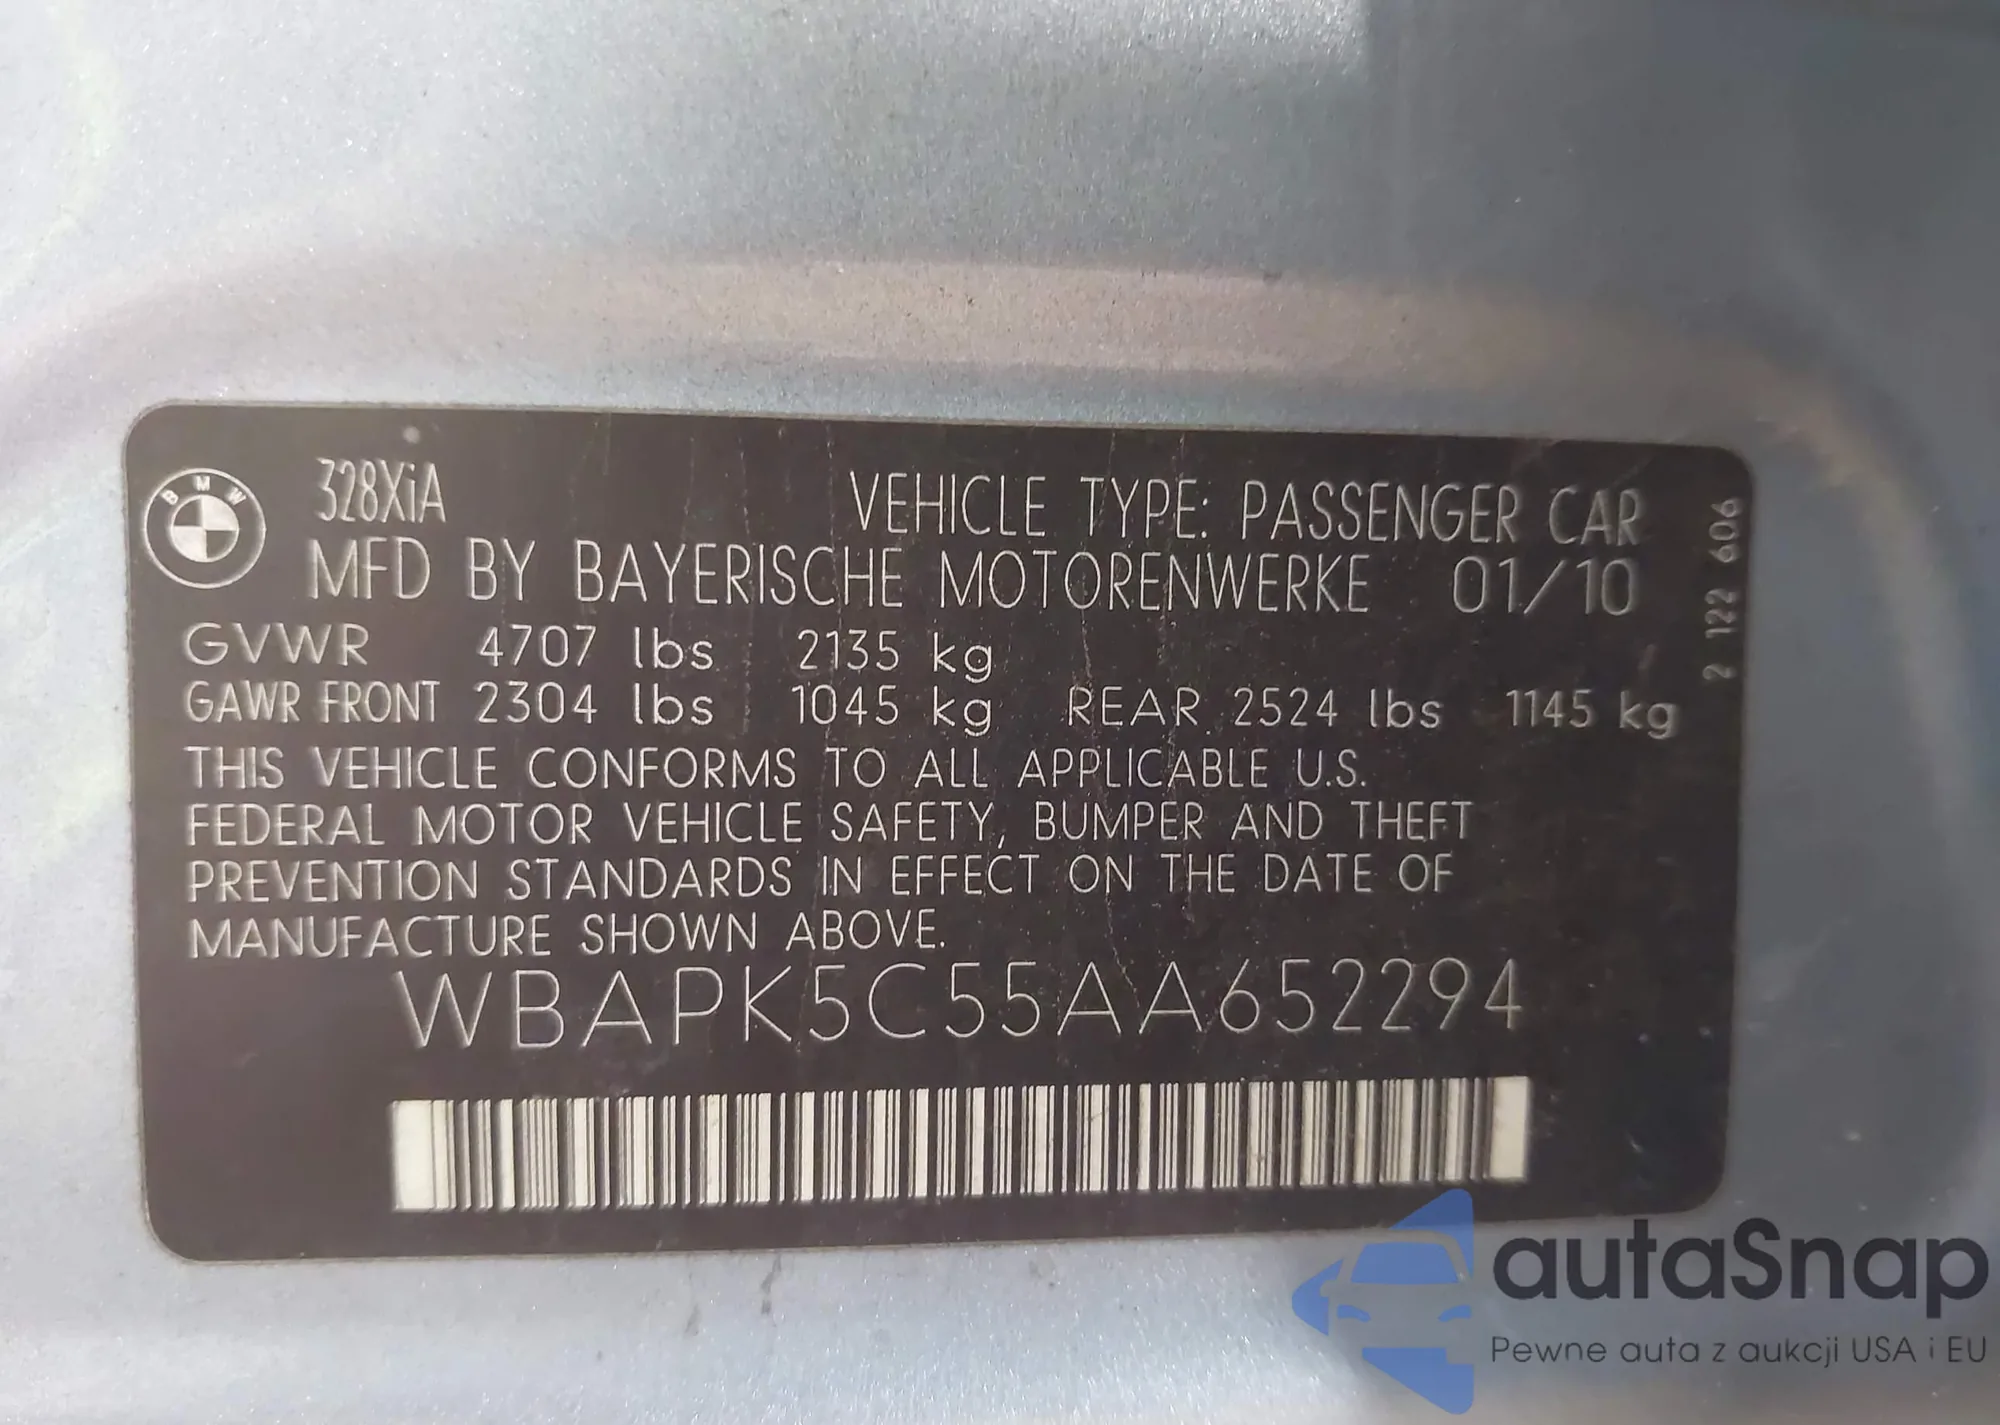 BMW
328XiA
VEHICLE TYPE: PASSENGER CAR
MFD BY BAYERISCHE MOTORENWERKE 01/10
GVWR 4707 lbs 2135 kg
GAWR FRONT 2304 lbs 1045 kg REAR 2524 lbs 1145 kg
THIS VEHICLE CONFORMS TO ALL APPLICABLE U.S.
FEDERAL MOTOR VEHICLE SAFETY, BUMPER AND THEFT
PREVENTION STANDARDS IN EFFECT ON THE DATE OF
MANUFACTURE SHOWN ABOVE.
WBAPK5C55AA652294
2 122 606
autaSnap
Pewne auta z aukcji USA i EU